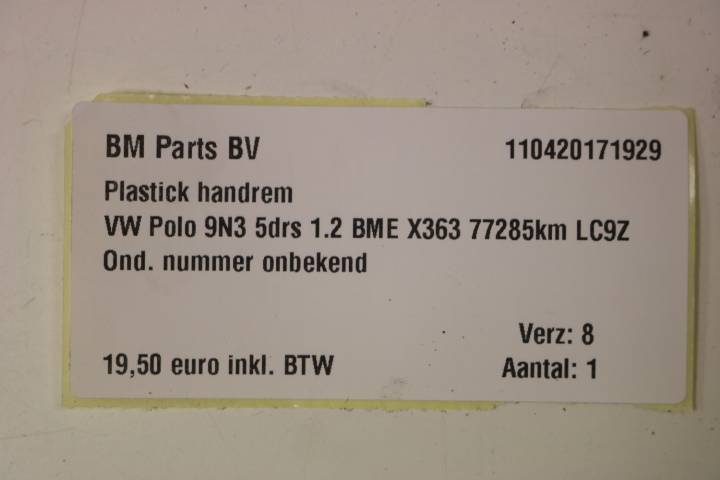 BM Parts BV 110420171929
Plastick handrem
VW Polo 9N3 5drs 1.2 BME X363 77285km LC9Z
Ond. nummer onbekend
Verz: 8
19,50 euro inkl. BTW Aantal: 1